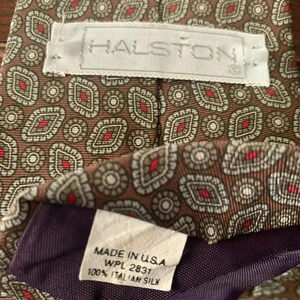 HALSTON
®
MADE IN U.S.A.
WPL 2831
100% ITALIAN SILK